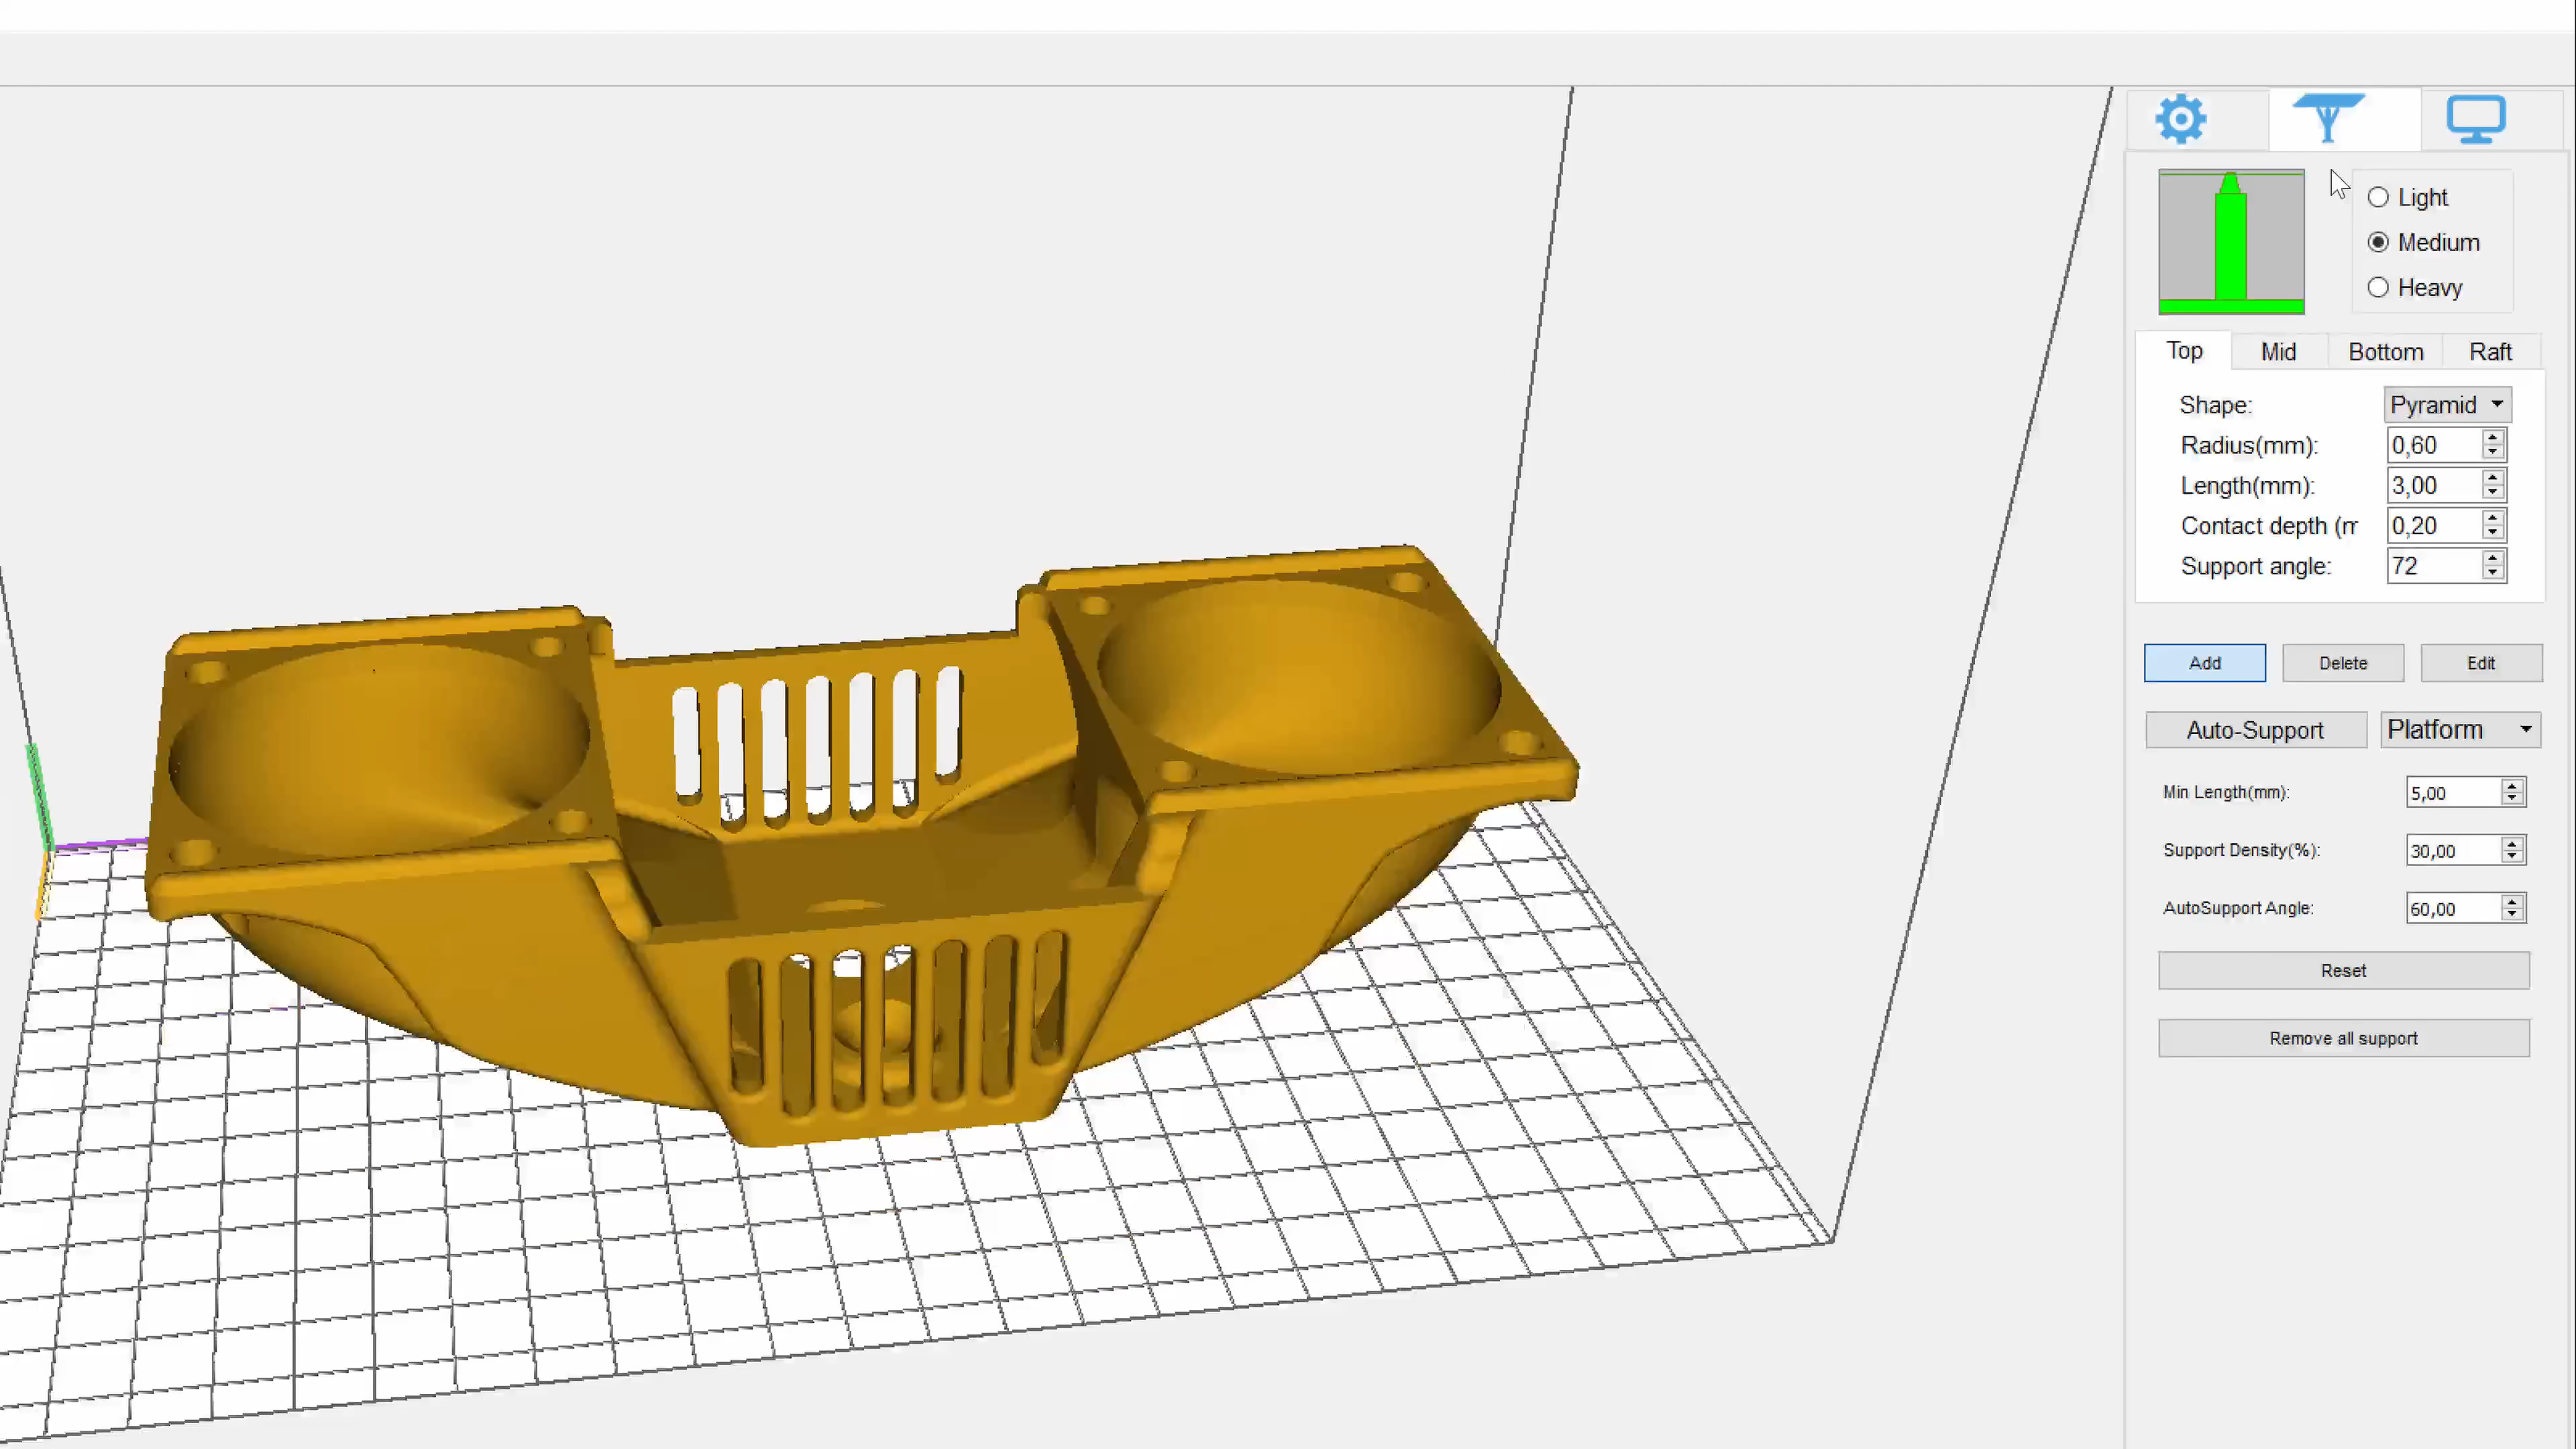 Light
Medium
Heavy
Top Mid Bottom Raft
Shape: Pyramid
Radius(mm): 0,60
Length(mm): 3,00
Contact depth (m 0,20
Support angle: 72
Add Delete Edit
Auto-Support Platform
Min Length(mm): 5,00
Support Density(%): 30,00
AutoSupport Angle: 60,00
Reset
Remove all support